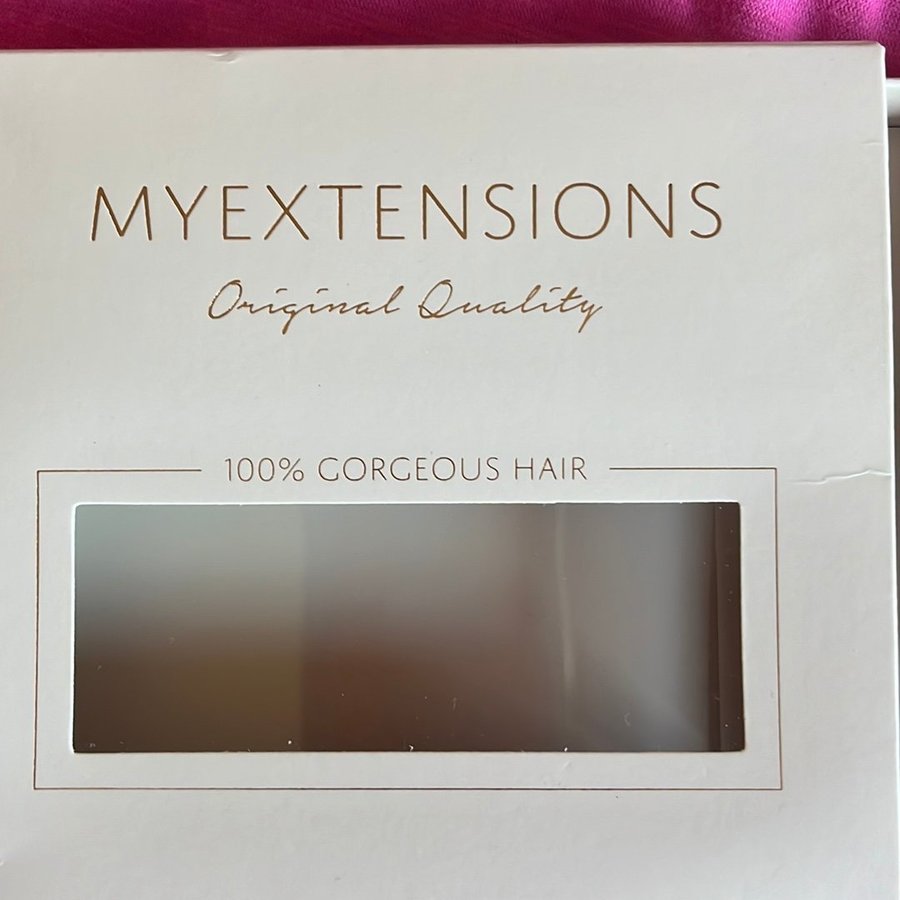 MYEXTENSIONS
Original Quality
100% GORGEOUS HAIR